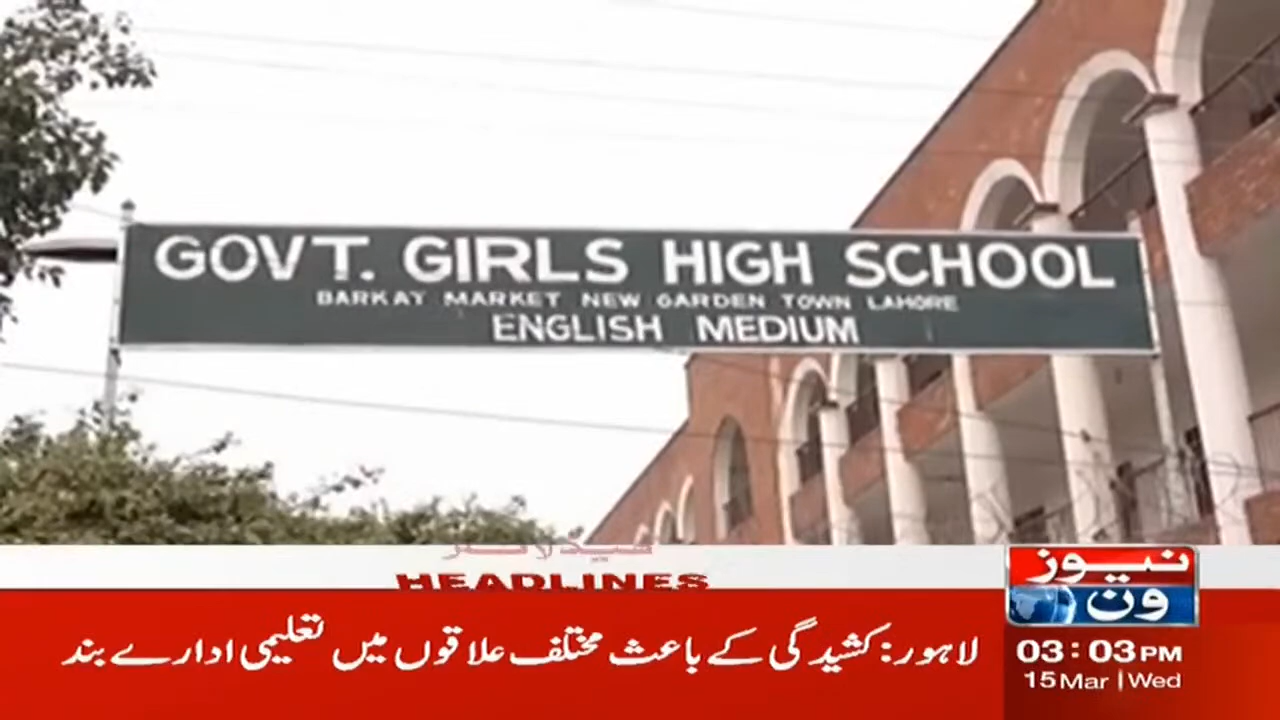 GOVT. GIRLS HIGH SCHOOL
BARKAT MARKET NEW GARDEN TOWN LAHORE
ENGLISH MEDIUM
ہیڈلائنز
HEADLINES
نیوز
ون
لاہور: کشیدگی کے باعث مختلف علاقوں میں تعلیمی ادارے بند
03:03PM
15Mar | Wed